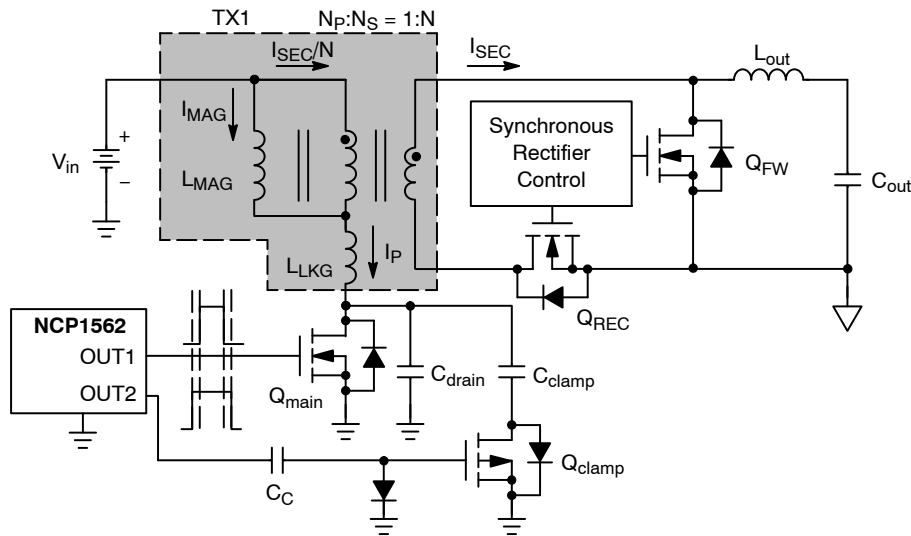 TX1
NP:NS = 1:N
ISEC/N
ISEC
Lout
IMAG
Vin
+
−
LMAG
Synchronous
Rectifier
Control
QFW
Cout
LLKG
IP
QREC
NCP1562
OUT1
OUT2
Qmain
Cdrain
Cclamp
Qclamp
CC